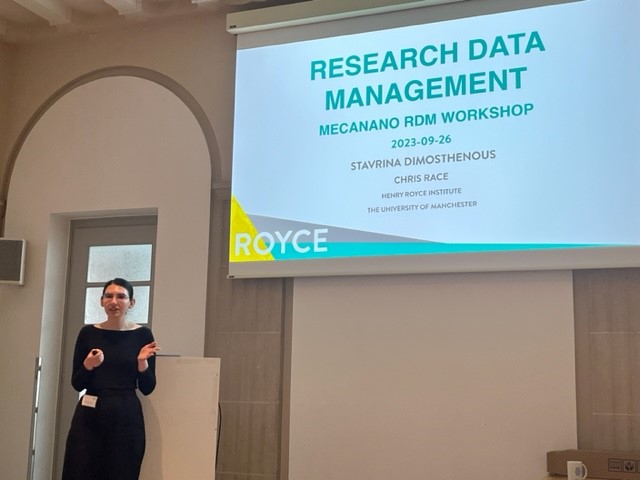 RESEARCH DATA
MANAGEMENT
MECANANO RDM WORKSHOP
2023-09-26
STAVRINA DIMOSTHENOUS
CHRIS RACE
HENRY ROYCE INSTITUTE
THE UNIVERSITY OF MANCHESTER
ROYCE